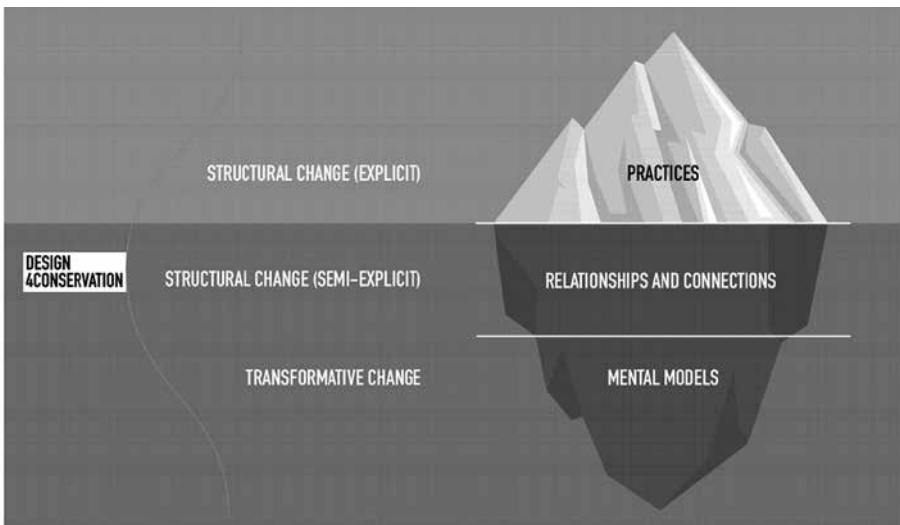 STRUCTURAL CHANGE (EXPLICIT)
PRACTICES
DESIGN
4CONSERVATION
STRUCTURAL CHANGE (SEMI-EXPLICIT)
RELATIONSHIPS AND CONNECTIONS
TRANSFORMATIVE CHANGE
MENTAL MODELS